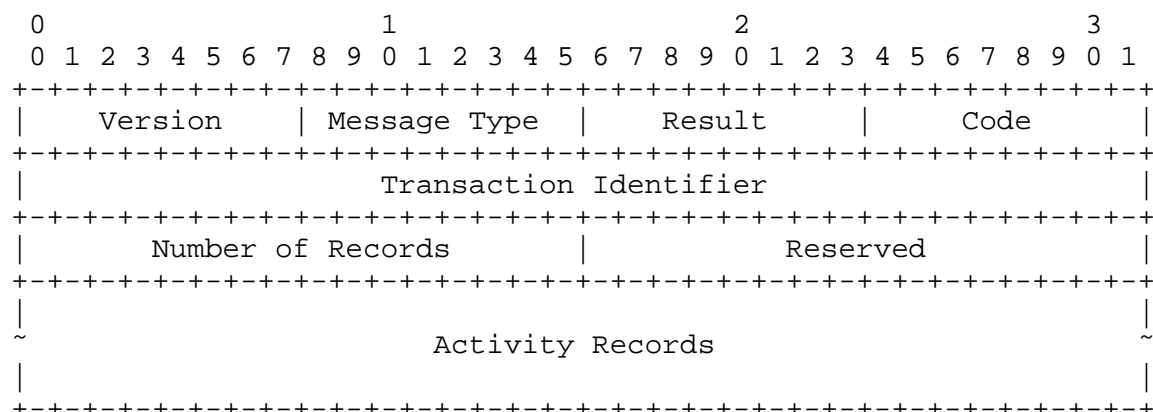 0                   1                   2                   3
 0 1 2 3 4 5 6 7 8 9 0 1 2 3 4 5 6 7 8 9 0 1 2 3 4 5 6 7 8 9 0 1
+-+-+-+-+-+-+-+-+-+-+-+-+-+-+-+-+-+-+-+-+-+-+-+-+-+-+-+-+-+-+-+-+
|    Version    | Message Type  |    Result     |     Code      |
+-+-+-+-+-+-+-+-+-+-+-+-+-+-+-+-+-+-+-+-+-+-+-+-+-+-+-+-+-+-+-+-+
|                    Transaction Identifier                     |
+-+-+-+-+-+-+-+-+-+-+-+-+-+-+-+-+-+-+-+-+-+-+-+-+-+-+-+-+-+-+-+-+
|       Number of Records       |           Reserved            |
+-+-+-+-+-+-+-+-+-+-+-+-+-+-+-+-+-+-+-+-+-+-+-+-+-+-+-+-+-+-+-+-+
|                                                               |
~                       Activity Records                        ~
|                                                               |
+-+-+-+-+-+-+-+-+-+-+-+-+-+-+-+-+-+-+-+-+-+-+-+-+-+-+-+-+-+-+-+-+